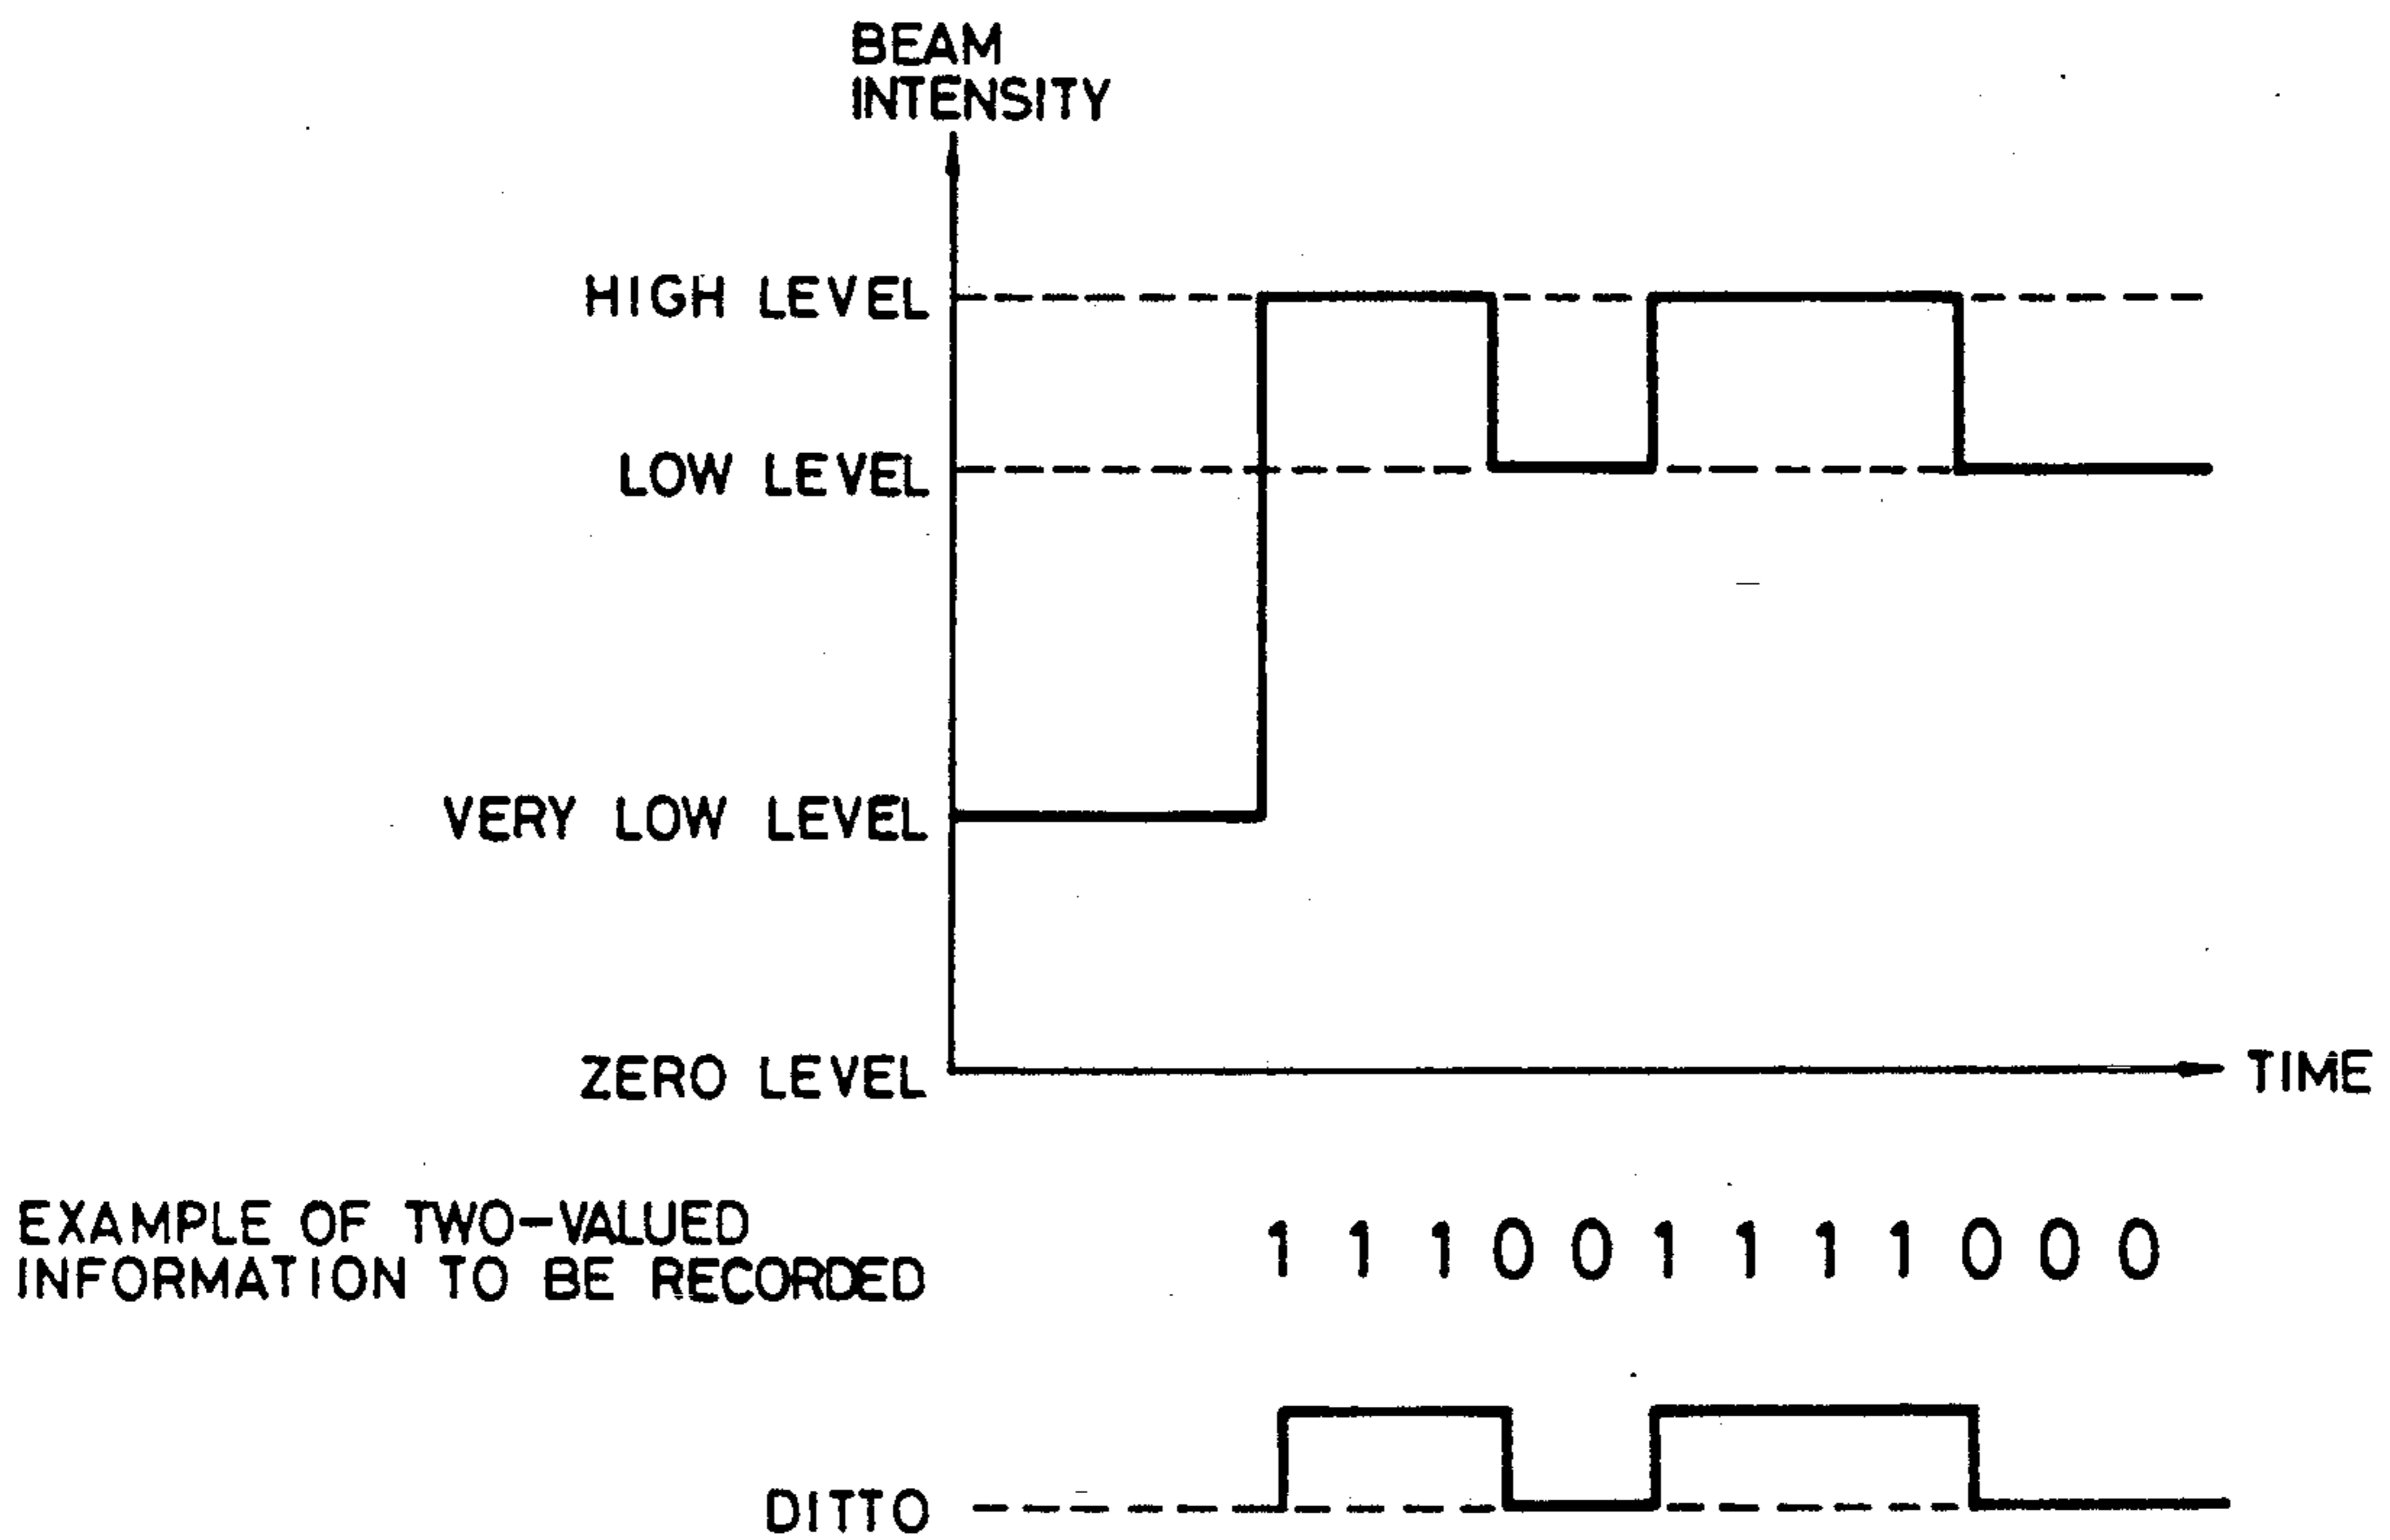 BEAM
INTENSITY
HIGH LEVEL
LOW LEVEL
VERY LOW LEVEL
ZERO LEVEL
TIME
EXAMPLE OF TWO-VALUED
INFORMATION TO BE RECORDED
1 1 1 0 0 1 1 1 1 0 0 0
DITTO